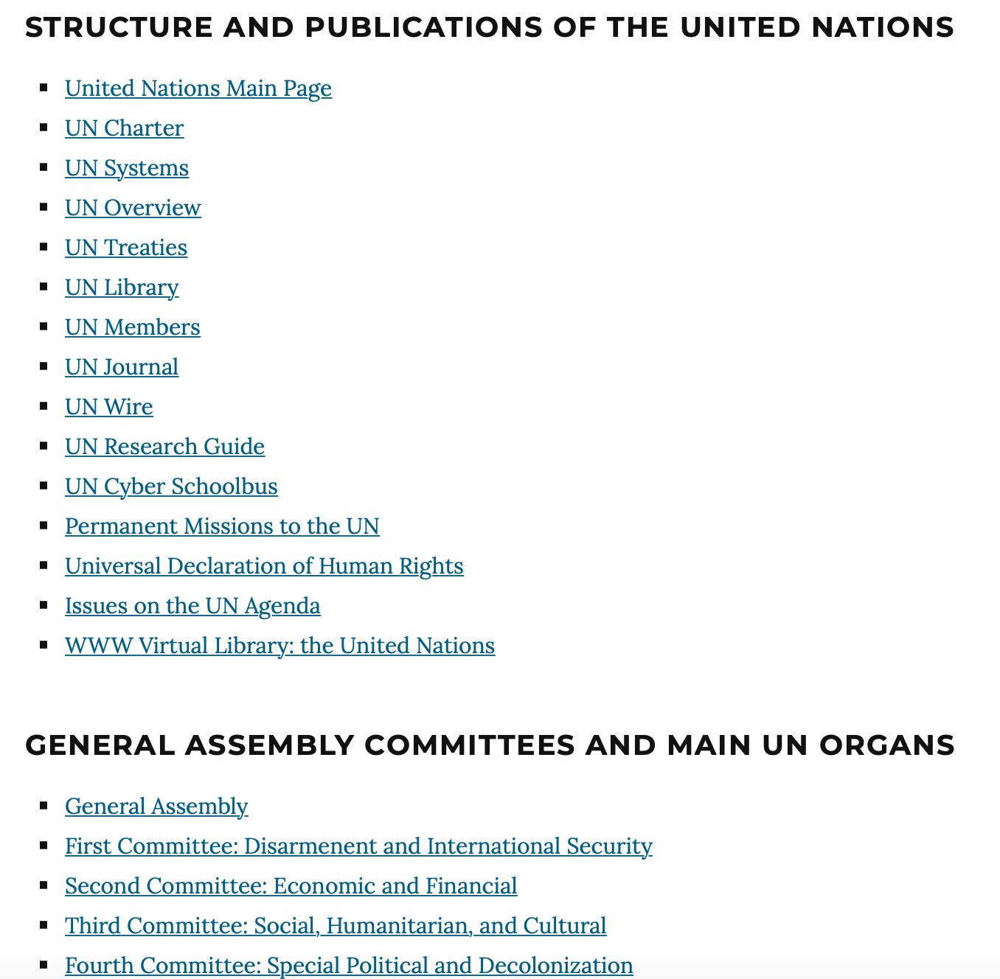 STRUCTURE AND PUBLICATIONS OF THE UNITED NATIONS
United Nations Main Page
UN Charter
UN Systems
UN Overview
UN Treaties
UN Library
UN Members
UN Journal
UN Wire
UN Research Guide
UN Cyber Schoolbus
Permanent Missions to the UN
Universal Declaration of Human Rights
Issues on the UN Agenda
WWW Virtual Library: the United Nations
GENERAL ASSEMBLY COMMITTEES AND MAIN UN ORGANS
General Assembly
First Committee: Disarmenent and International Security
Second Committee: Economic and Financial
Third Committee: Social, Humanitarian, and Cultural
Fourth Committee: Special Political and Decolonization